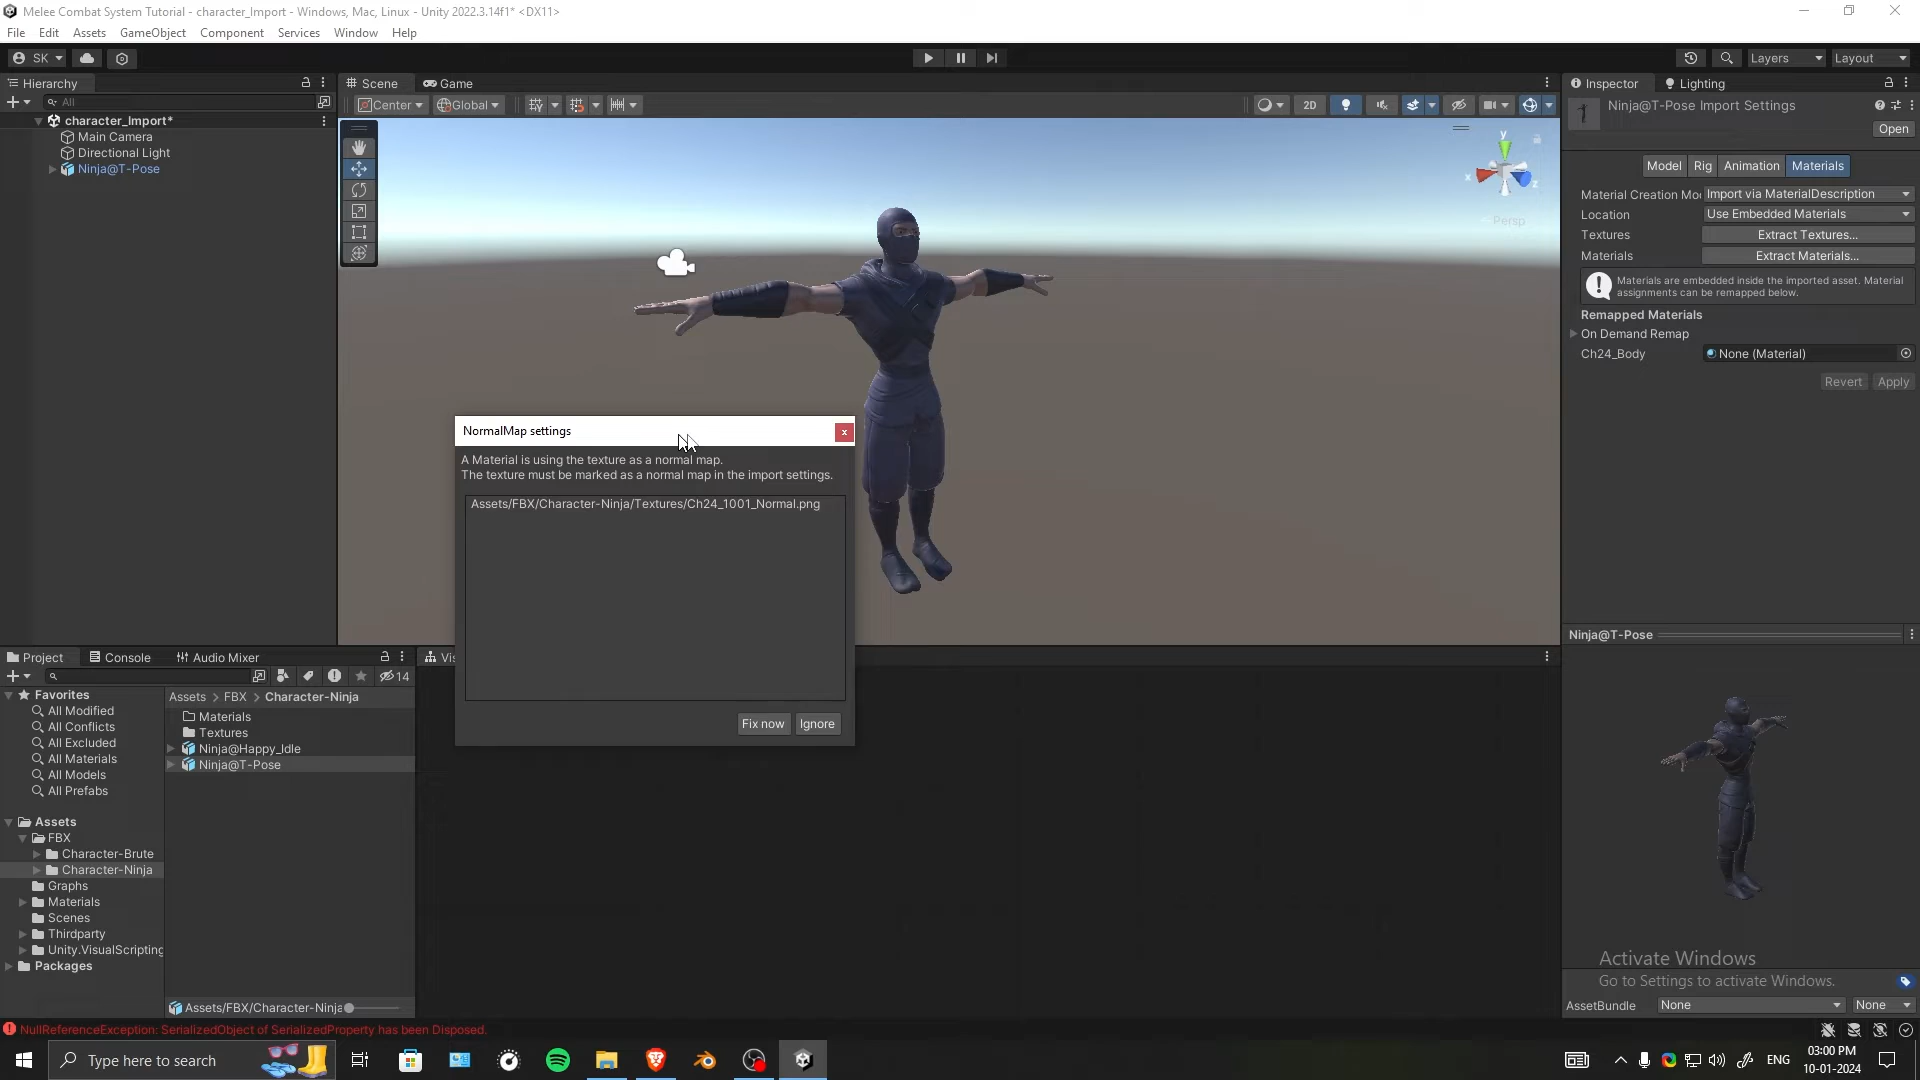 Melee Combat System Tutorial - character_Import - Windows, Mac, Linux - Unity 2022.3.14f1* <DX11>
File Edit Assets GameObject Component Services Window Help
SK
Layers
Layout
Hierarchy
All
character_Import*
Main Camera
Directional Light
Ninja@T-Pose
Scene
Game
Center
Global
2D
y
x
z
Persp
NormalMap settings
x
A Material is using the texture as a normal map.
The texture must be marked as a normal map in the import settings.
Assets/FBX/Character-Ninja/Textures/Ch24_1001_Normal.png
Fix now
Ignore
Inspector
Lighting
Ninja@T-Pose Import Settings
Open
Model Rig Animation Materials
Material Creation Mo
Import via MaterialDescription
Location
Use Embedded Materials
Textures
Extract Textures...
Materials
Extract Materials...
Materials are embedded inside the imported asset. Material
assignments can be remapped below.
Remapped Materials
On Demand Remap
Ch24_Body
None (Material)
Revert
Apply
Project
Console
Audio Mixer
Vis
14
Favorites
All Modified
All Conflicts
All Excluded
All Materials
All Models
All Prefabs
Assets
FBX
Character-Brute
Character-Ninja
Graphs
Materials
Scenes
Thirdparty
Unity.VisualScripting
Packages
Assets > FBX > Character-Ninja
Materials
Textures
Ninja@Happy_Idle
Ninja@T-Pose
Assets/FBX/Character-Ninja
Ninja@T-Pose
Activate Windows
Go to Settings to activate Windows.
AssetBundle
None
None
NullReferenceException: SerializedObject of SerializedProperty has been Disposed.
Type here to search
ENG
03:00 PM
10-01-2024